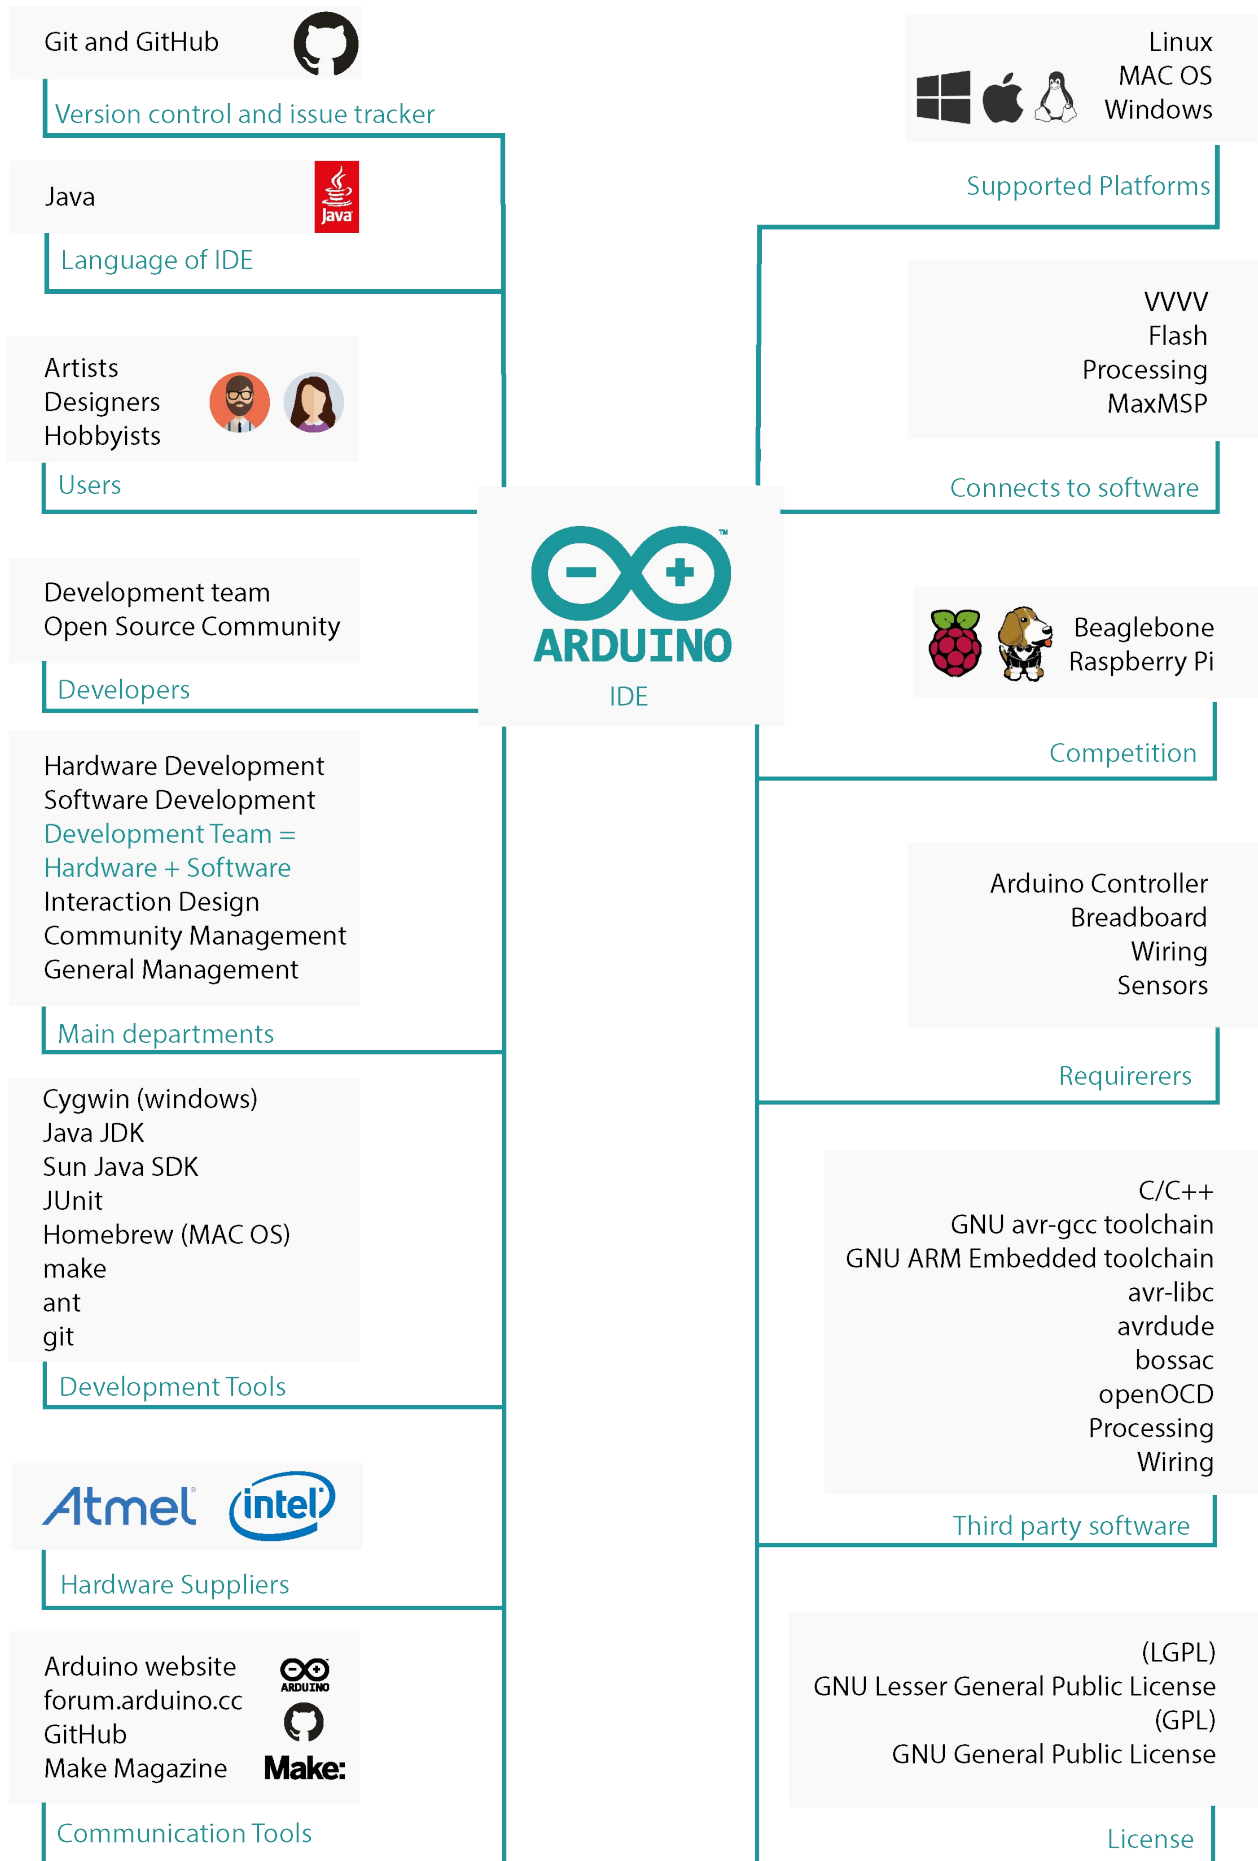 Git and GitHub
Version control and issue tracker
Java
Java
Language of IDE
Artists
Designers
Hobbyists
Users
Development team
Open Source Community
Developers
Hardware Development
Software Development
Development Team =
Hardware + Software
Interaction Design
Community Management
General Management
Main departments
Cygwin (windows)
Java JDK
Sun Java SDK
JUnit
Homebrew (MAC OS)
make
ant
git
Development Tools
Atmel
intel
Hardware Suppliers
Arduino website
forum.arduino.cc
GitHub
Make Magazine
ARDUINO
Make:
Communication Tools
TM
ARDUINO
IDE
Linux
MAC OS
Windows
Supported Platforms
VVVV
Flash
Processing
MaxMSP
Connects to software
Beaglebone
Raspberry Pi
Competition
Arduino Controller
Breadboard
Wiring
Sensors
Requirerers
C/C++
GNU avr-gcc toolchain
GNU ARM Embedded toolchain
avr-libc
avrdude
bossac
openOCD
Processing
Wiring
Third party software
(LGPL)
GNU Lesser General Public License
(GPL)
GNU General Public License
License